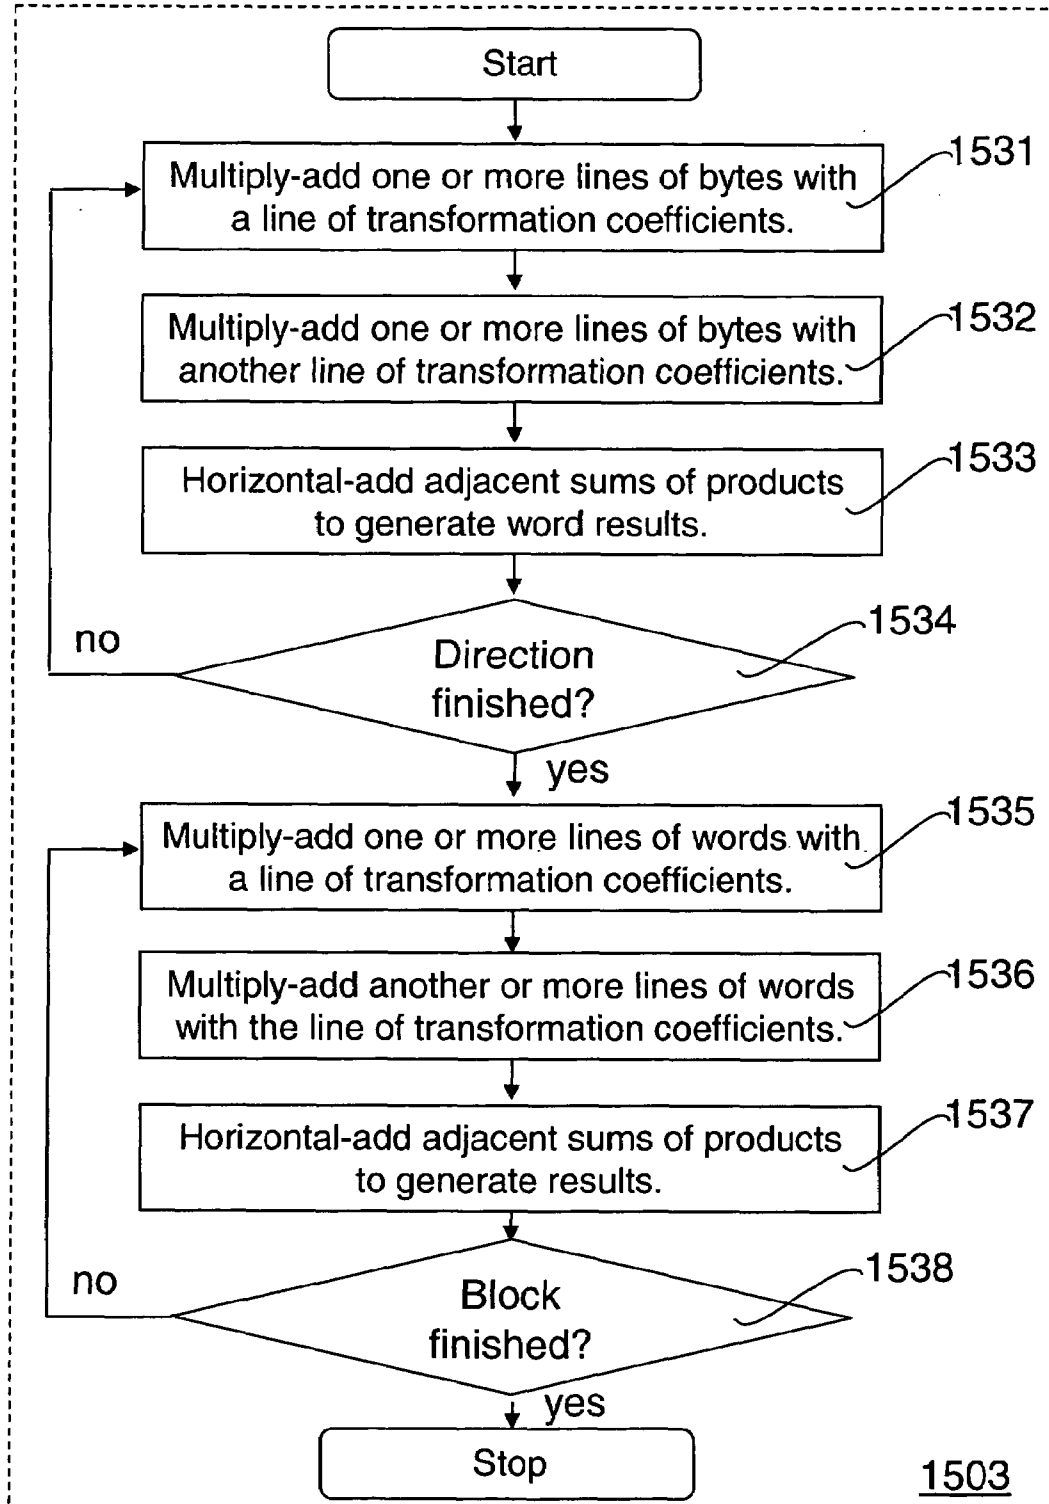 Start
1531
Multiply-add one or more lines of bytes with
a line of transformation coefficients.
1532
Multiply-add one or more lines of bytes with
another line of transformation coefficients.
1533
Horizontal-add adjacent sums of products
to generate word results.
1534
no
Direction
finished?
yes
1535
Multiply-add one or more lines of words with
a line of transformation coefficients.
1536
Multiply-add another or more lines of words
with the line of transformation coefficients.
1537
Horizontal-add adjacent sums of products
to generate results.
1538
no
Block
finished?
yes
Stop
1503